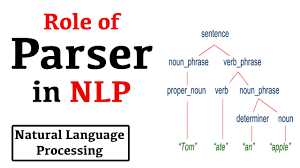 Role of
Parser
in NLP
Natural Language
Processing
sentence
noun_phrase verb_phrase
proper_noun verb noun_phrase
determiner noun
"Tom" "ate" "an" "apple"